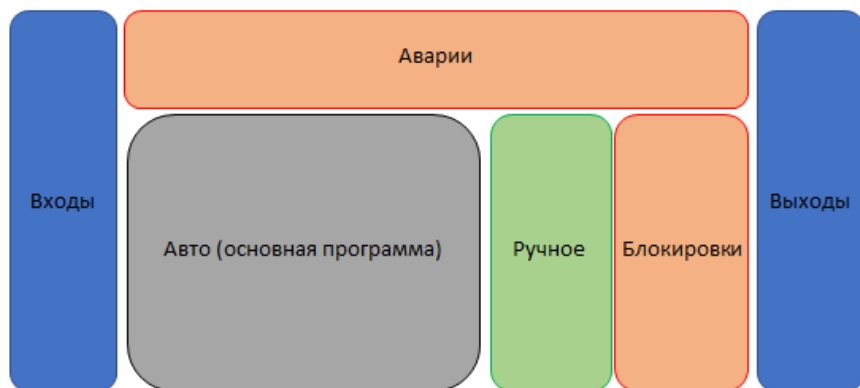 Аварии
Входы
Авто (основная программа)
Ручное
Блокировки
Выходы